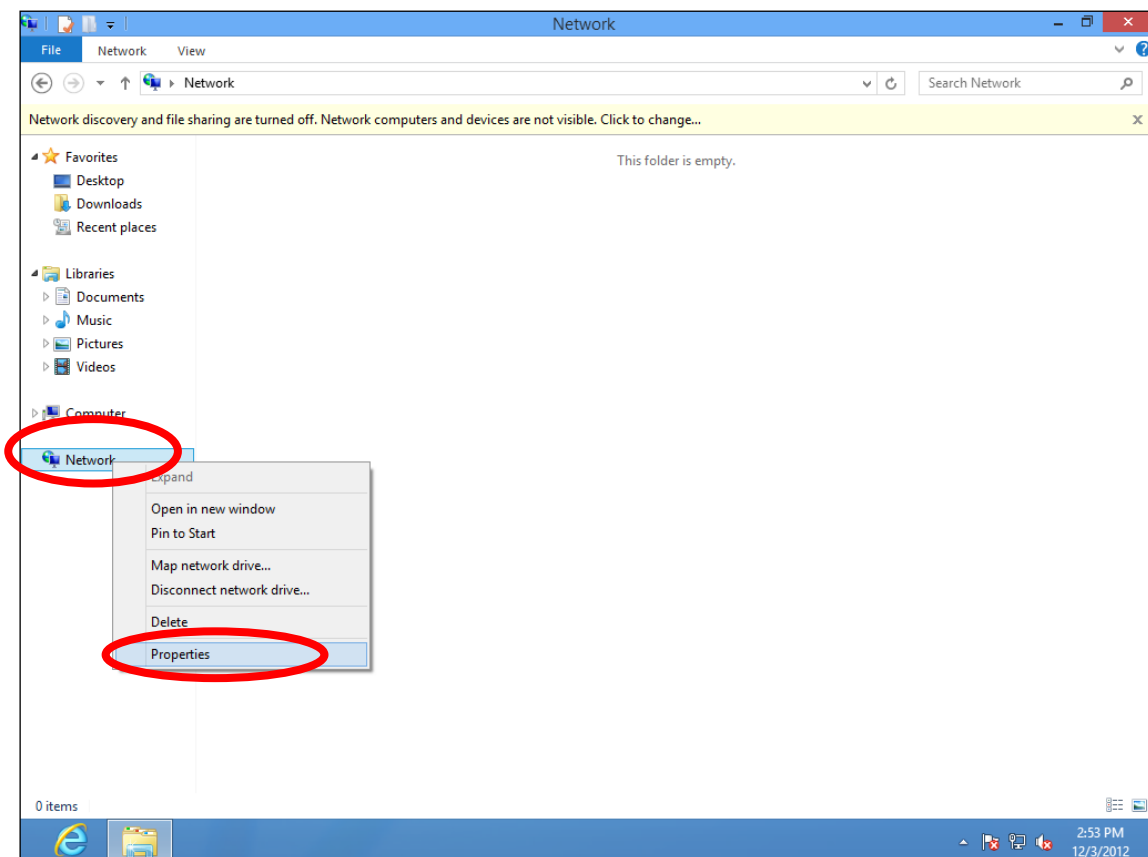 Network
File Network View
Network
Search Network
Network discovery and file sharing are turned off. Network computers and devices are not visible. Click to change...
Favorites
This folder is empty.
Desktop
Downloads
Recent places
Libraries
Documents
Music
Pictures
Videos
Computer
Network
Expand
Open in new window
Pin to Start
Map network drive...
Disconnect network drive...
Delete
Properties
0 items
2:53 PM
12/3/2012